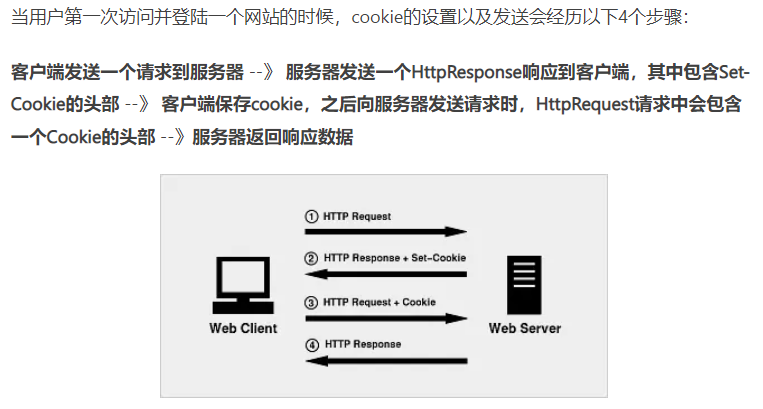 当用户第一次访问并登陆一个网站的时候，cookie的设置以及发送会经历以下4个步骤：
客户端发送一个请求到服务器 --》 服务器发送一个HttpResponse响应到客户端，其中包含Set-
Cookie的头部 --》 客户端保存cookie，之后向服务器发送请求时，HttpRequest请求中会包含
一个Cookie的头部 --》服务器返回响应数据
① HTTP Request
② HTTP Response + Set-Cookie
③ HTTP Request + Cookie
Web Client
Web Server
④ HTTP Response